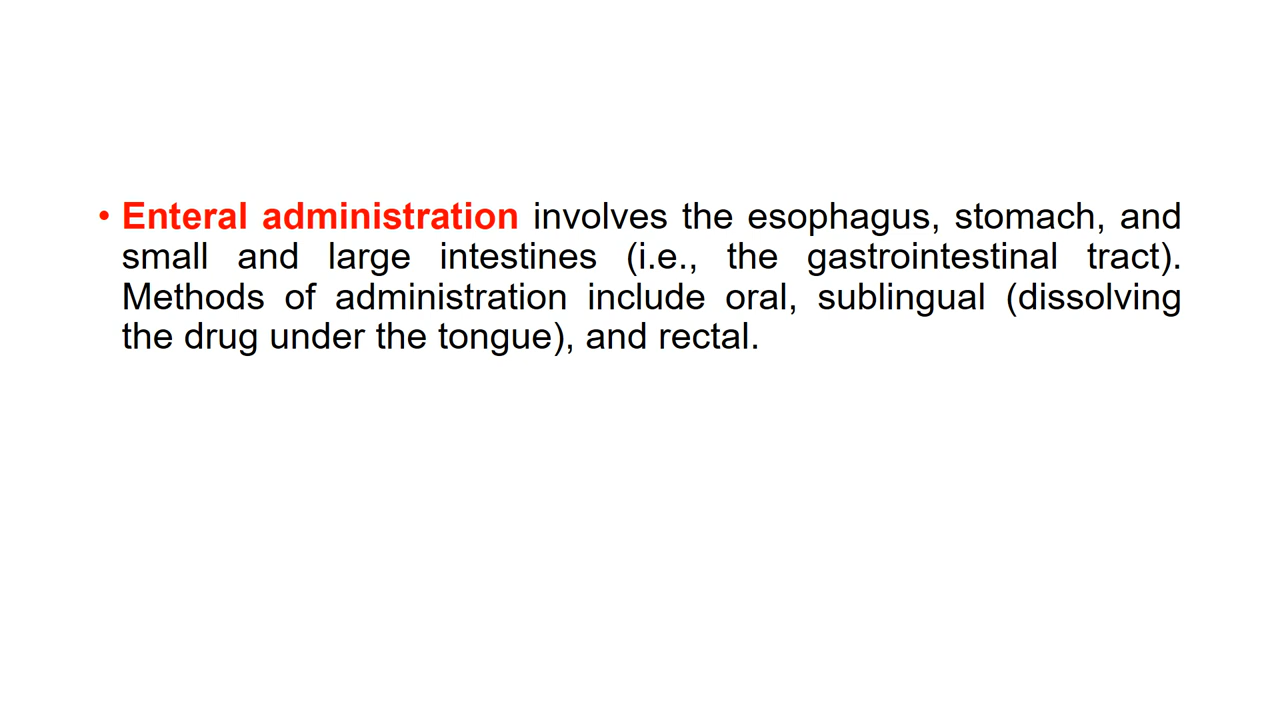 • Enteral administration involves the esophagus, stomach, and
small and large intestines (i.e., the gastrointestinal tract).
Methods of administration include oral, sublingual (dissolving
the drug under the tongue), and rectal.